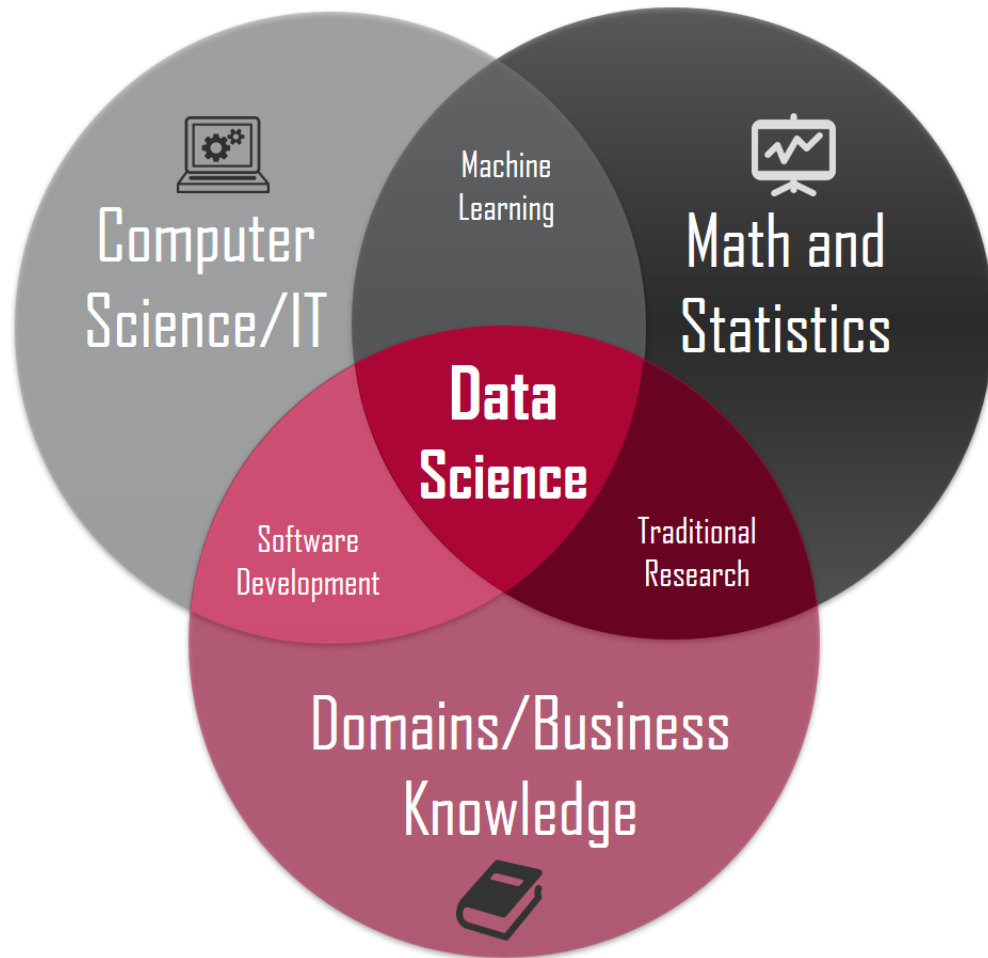 Machine
Learning
Computer
Science/IT
Math and
Statistics
Data
Science
Software
Development
Traditional
Research
Domains/Business
Knowledge